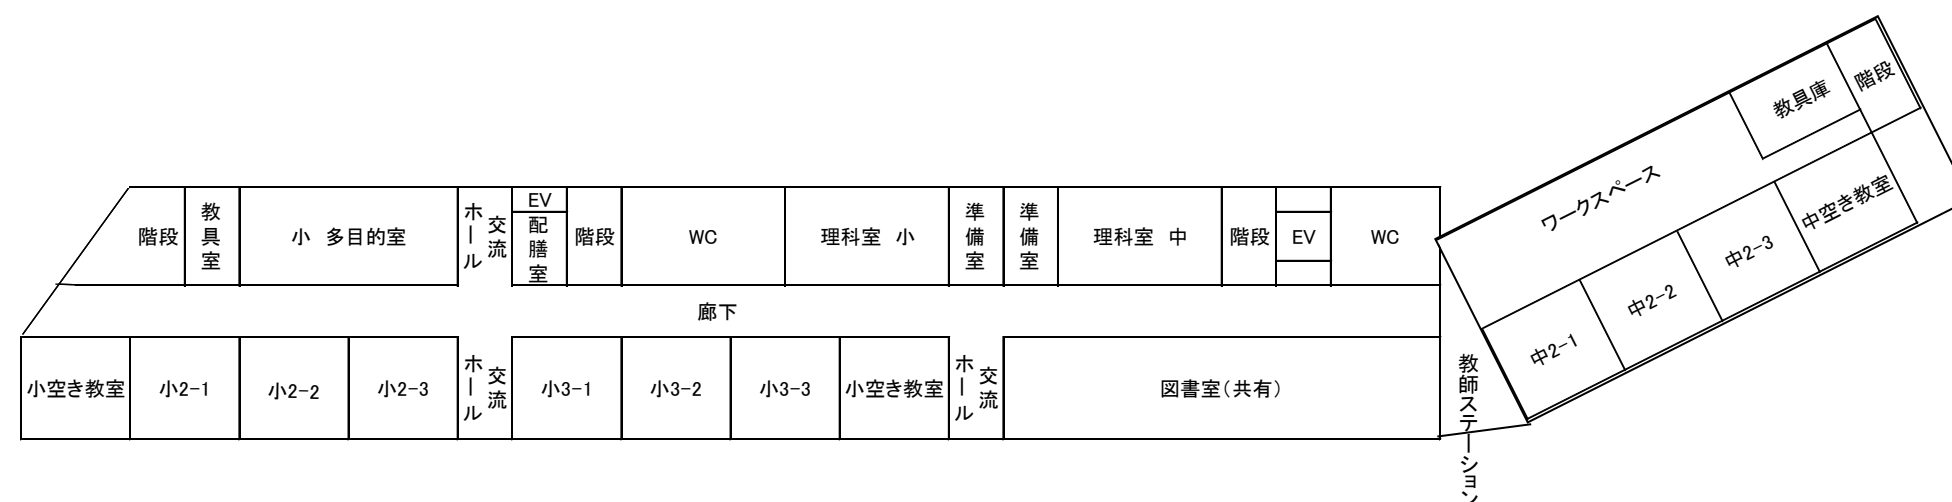 階段
教具室
小 多目的室
交流
ホール
EV
配膳室
階段
WC
理科室 小
準備室
準備室
理科室 中
階段
EV
WC
廊下
小空き教室
小2-1
小2-2
小2-3
交流
ホール
小3-1
小3-2
小3-3
小空き教室
交流
ホール
図書室(共有)
教師ステーション
ワークスペース
教具庫
階段
中2-1
中2-2
中2-3
中空き教室